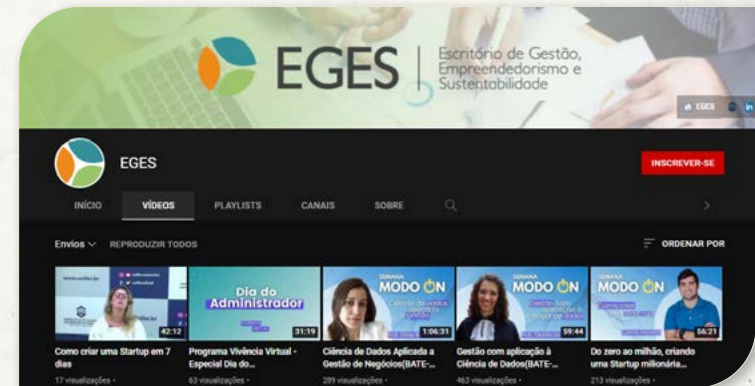 EGES
Escritório de Gestão,
Empreendedorismo e
Sustentabilidade
EGES
EGES
INSCREVER-SE
INÍCIO VÍDEOS PLAYLISTS CANAIS SOBRE
Envios REPRODUZIR TODOS ORDENAR POR
42:12
Dia do
Administrador
31:19
SEMANA
MODO ON
Ciência de dados
1:06:31
SEMANA
MODO ON
59:44
SEMANA
MODO ON
56:21
Como criar uma Startup em 7
dias
17 visualizações •
Programa Vivência Virtual -
Especial Dia do...
63 visualizações •
Ciência de Dados Aplicada a
Gestão de Negócios(BATE-...
289 visualizações •
Gestão com aplicação à
Ciência de Dados(BATE-...
463 visualizações •
Do zero ao milhão, criando
uma Startup milionária...
213 visualizações •